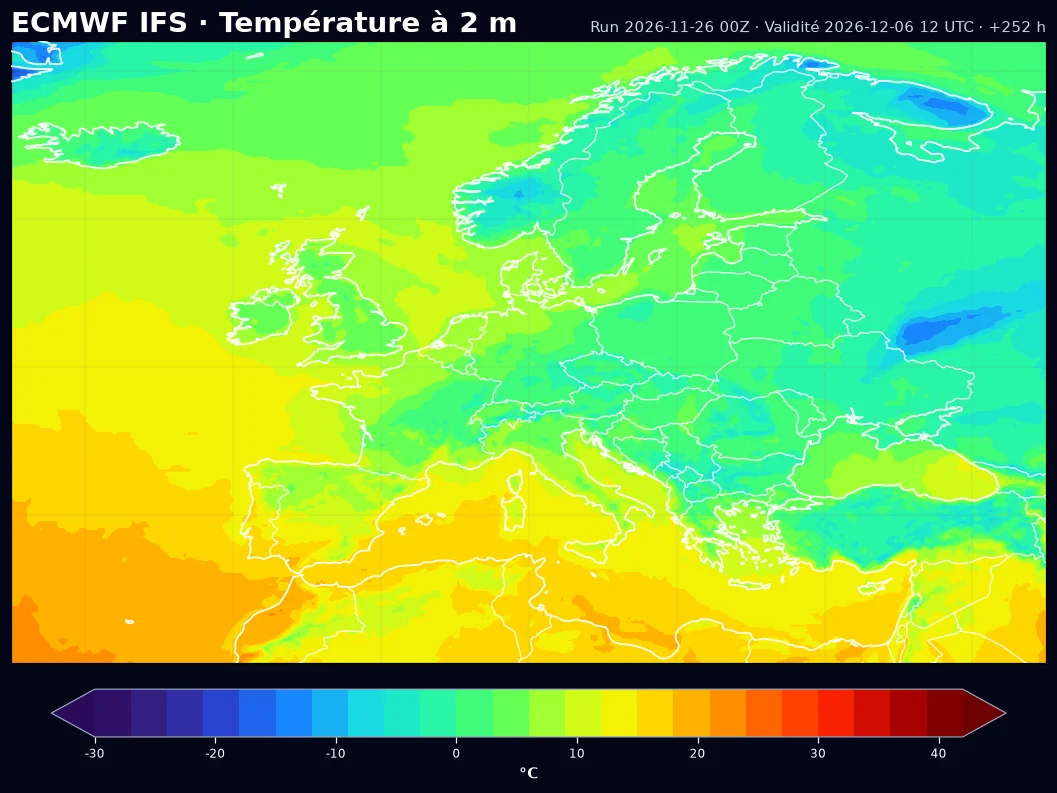 ECMWF IFS · Température à 2 m
Run 2026-11-26 00Z · Validité 2026-12-06 12 UTC · +252 h
-30 -20 -10 0 10 20 30 40
°C